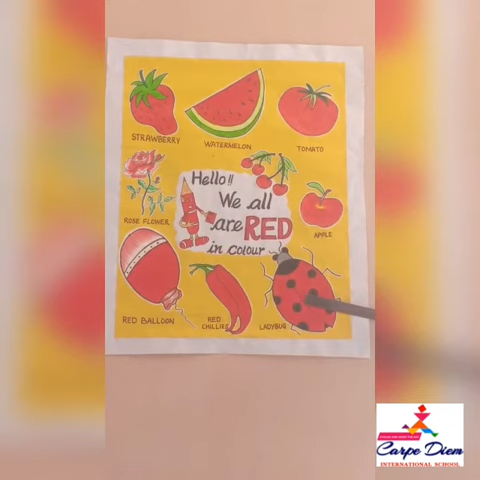 STRAWBERRY
WATERMELON
TOMATO
Hello!!
We all
are RED
in colour
ROSE FLOWER
APPLE
RED BALLOON
RED
CHILLIES
LADYBUG
Carpe Diem
INTERNATIONAL SCHOOL